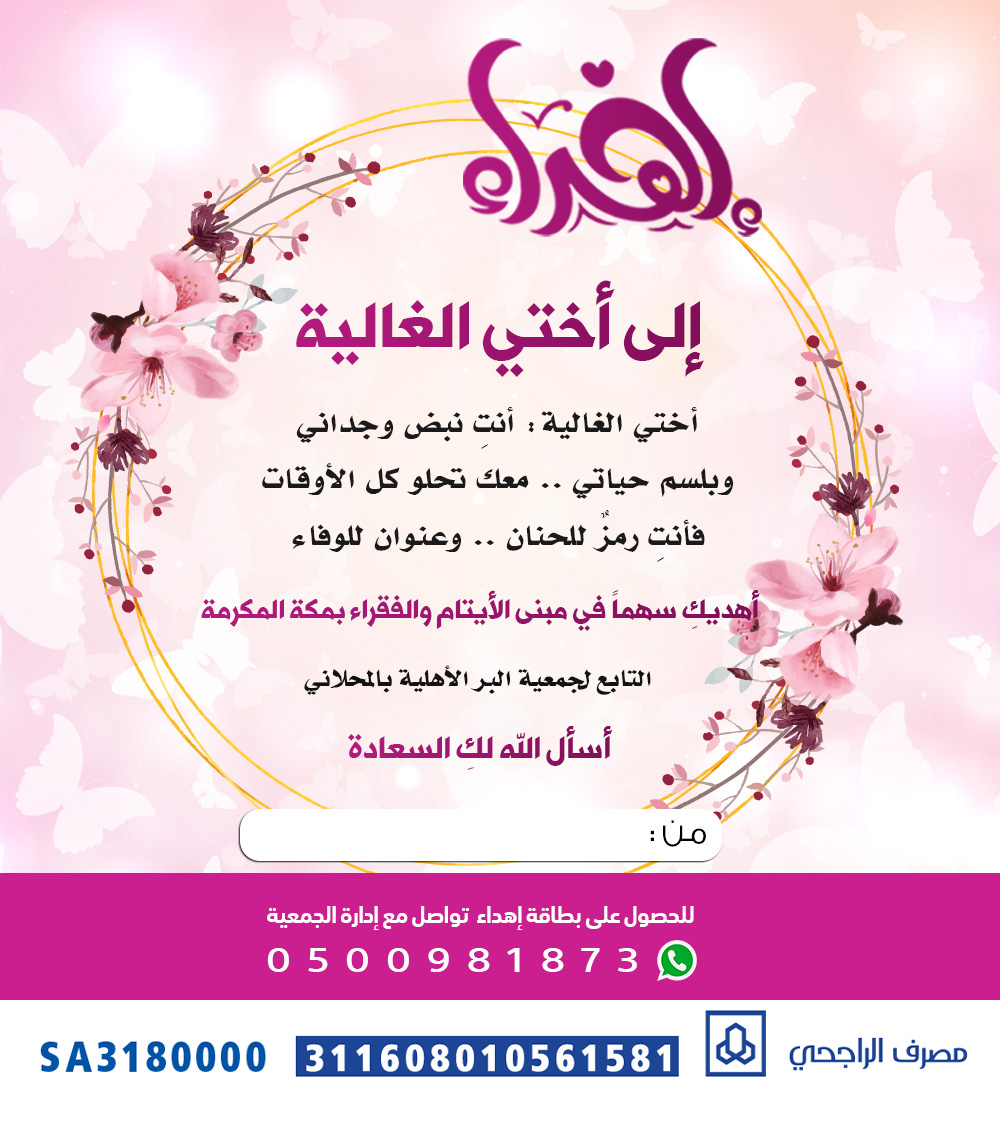 إهداء
إلى أختي الغالية
أختي الغالية : أنتِ نبض وجداني
وبلسم حياتي .. معك تحلو كل الأوقات
فأنتِ رمزٌ للحنان .. وعنوان للوفاء
أهديكِ سهماً في مبنى الأيتام والفقراء بمكة المكرمة
التابع لجمعية البر الأهلية بالمحلاني
أسأل الله لكِ السعادة
من :
للحصول على بطاقة إهداء تواصل مع إدارة الجمعية
0500981873
مصرف الراجحي
SA3180000 311608010561581